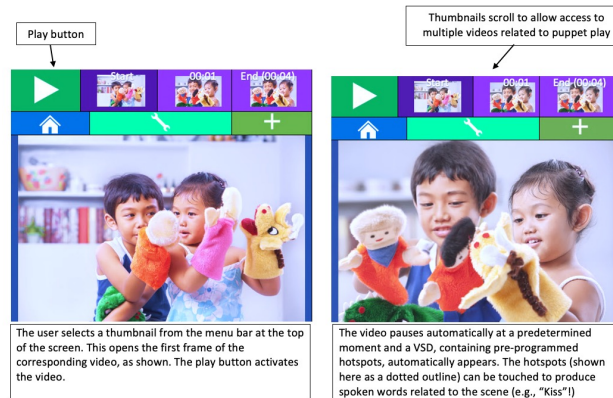 Play button
Thumbnails scroll to allow access to
multiple videos related to puppet play
Start
00:01
End (00:04)
Start
00:01
End (00:04)
The user selects a thumbnail from the menu bar at the top
of the screen. This opens the first frame of the
corresponding video, as shown. The play button activates
the video.
The video pauses automatically at a predetermined
moment and a VSD, containing pre-programmed
hotspots, automatically appears. The hotspots (shown
here as a dotted outline) can be touched to produce
spoken words related to the scene (e.g., “Kiss”!)